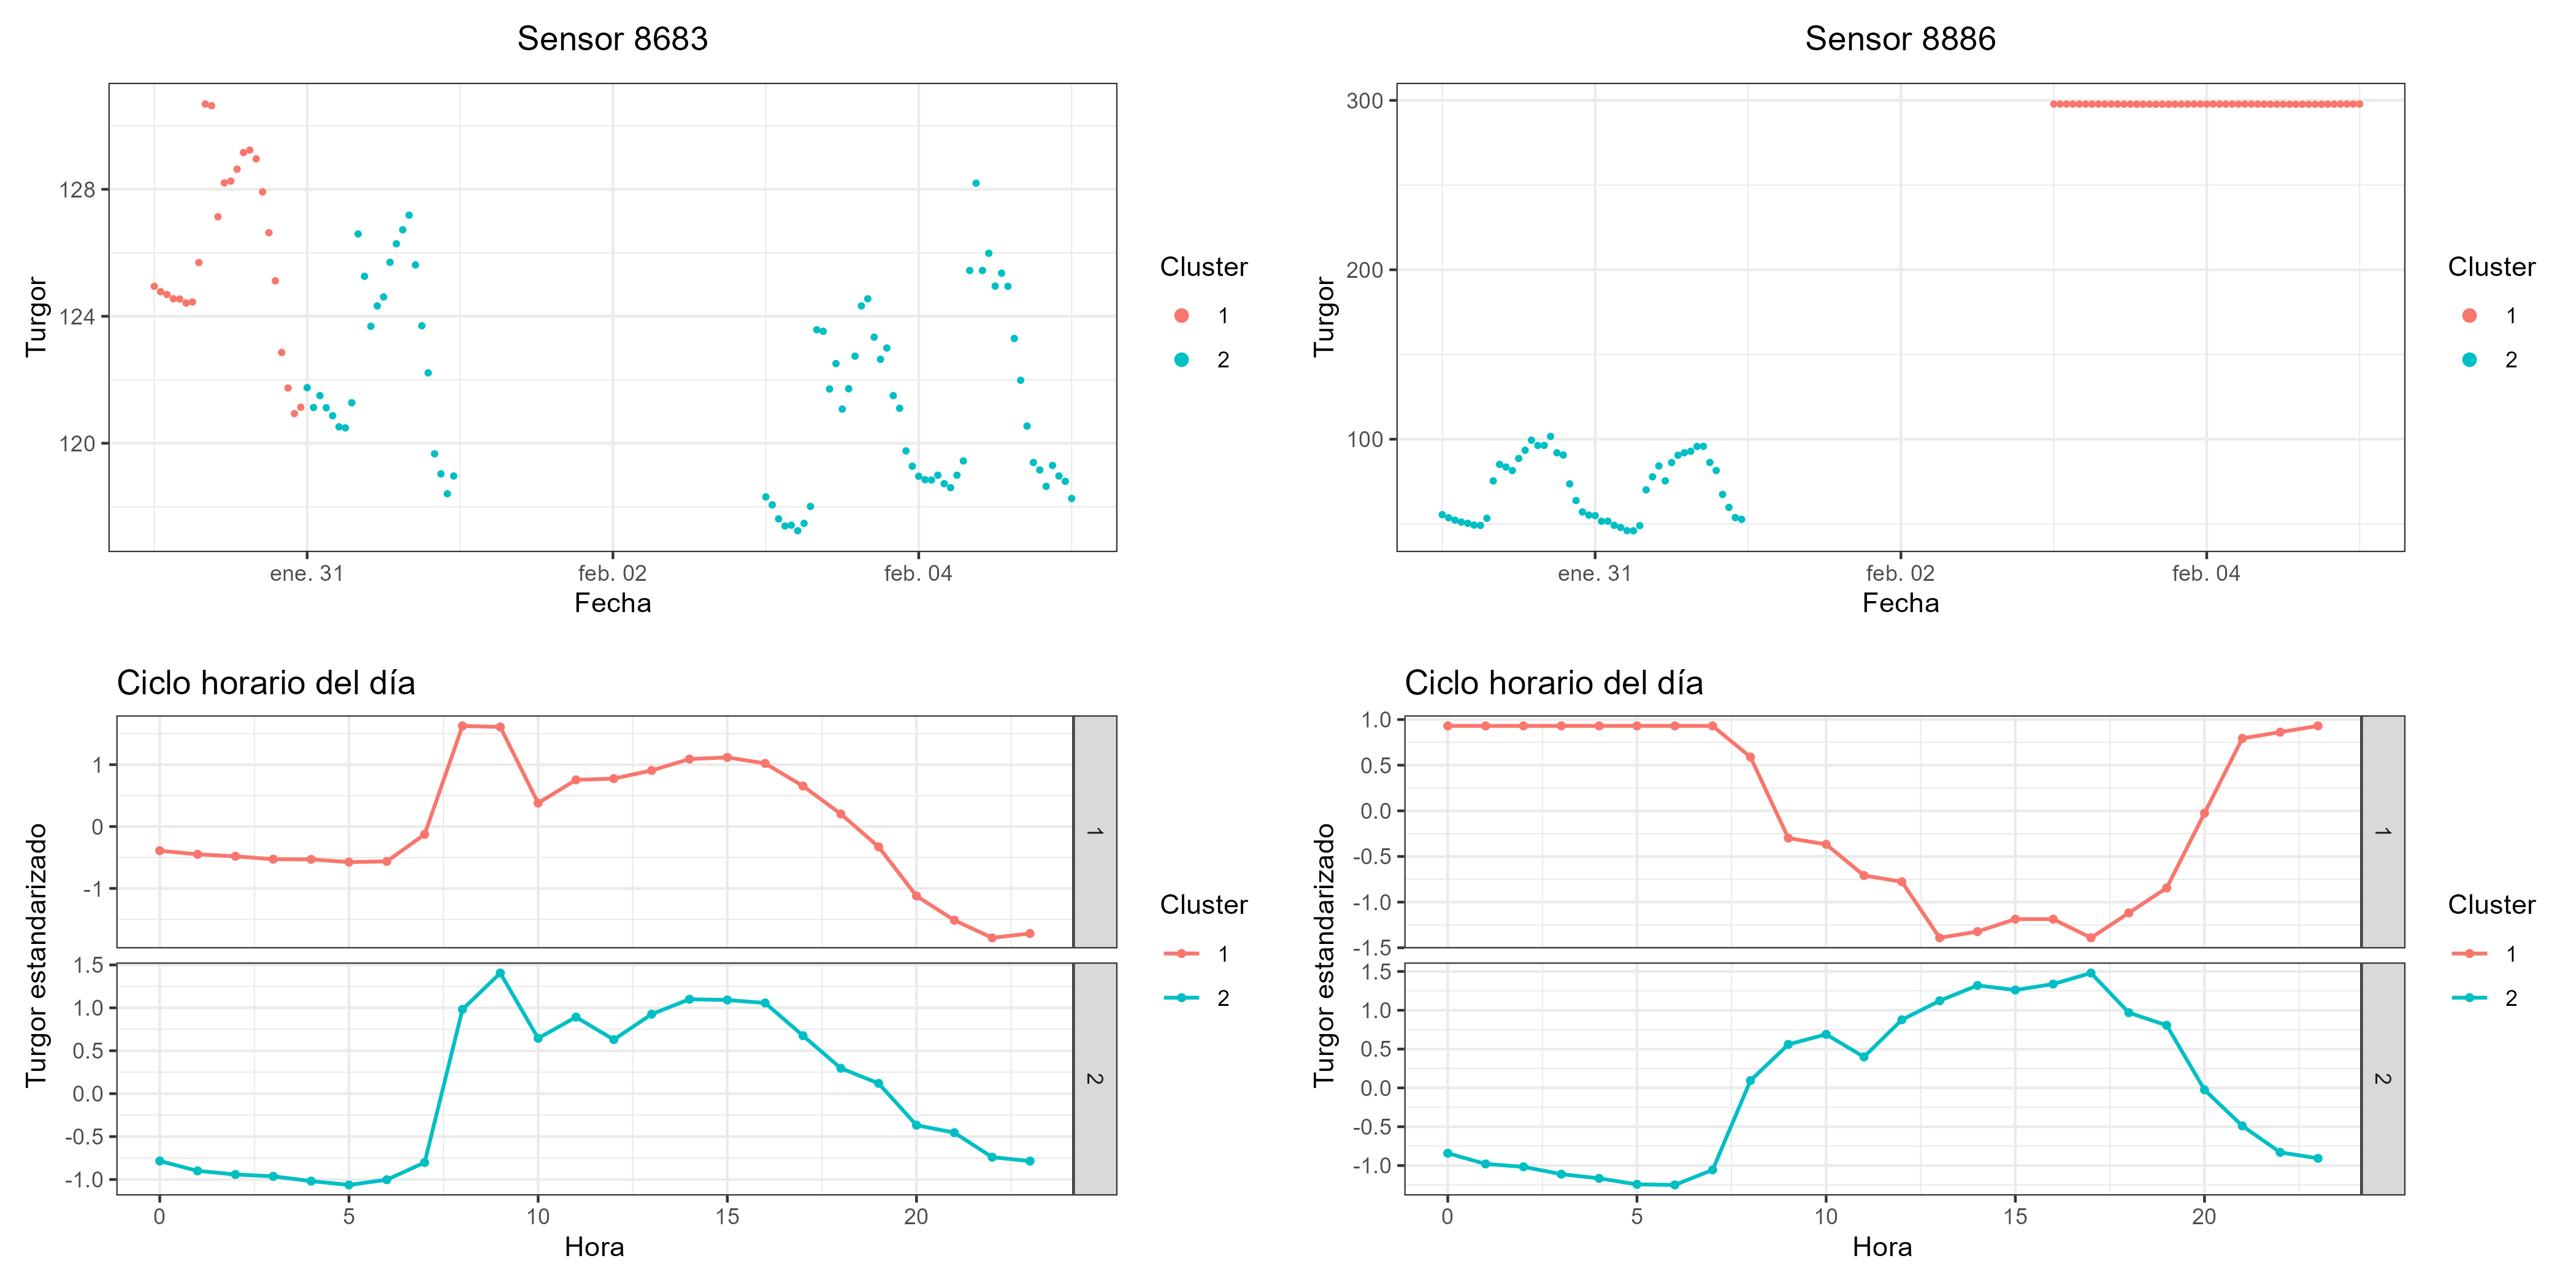 Sensor 8683
128
124
120
Turgor
ene. 31
feb. 02
feb. 04
Fecha
Cluster
1
2
Sensor 8886
300
200
100
Turgor
ene. 31
feb. 02
feb. 04
Fecha
Cluster
1
2
Ciclo horario del día
1
0
-1
1
1.5
1.0
0.5
0.0
-0.5
-1.0
2
Turgor estandarizado
0
5
10
15
20
Hora
Cluster
1
2
Ciclo horario del día
1.0
0.5
0.0
-0.5
-1.0
-1.5
1
1.5
1.0
0.5
0.0
-0.5
-1.0
2
Turgor estandarizado
0
5
10
15
20
Hora
Cluster
1
2